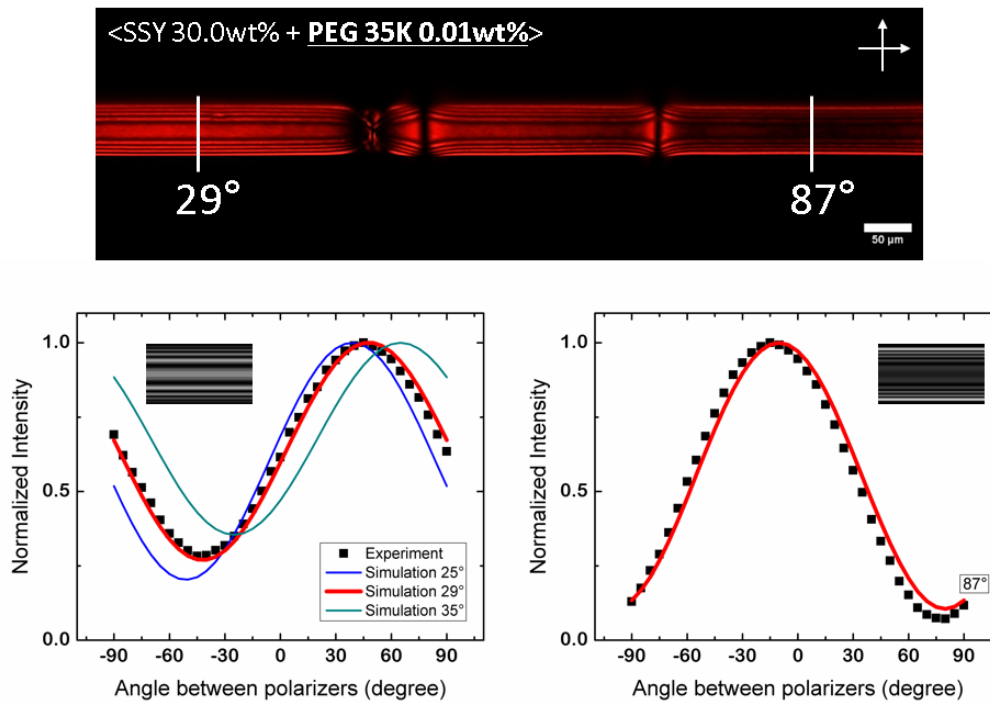 <SSY 30.0wt% + PEG 35K 0.01wt%>
29°
87°
50 µm
Normalized Intensity
1.0
0.5
0.0
-90 -60 -30 0 30 60 90
Angle between polarizers (degree)
Experiment
Simulation 25°
Simulation 29°
Simulation 35°
Normalized Intensity
1.0
0.5
0.0
-90 -60 -30 0 30 60 90
Angle between polarizers (degree)
87°